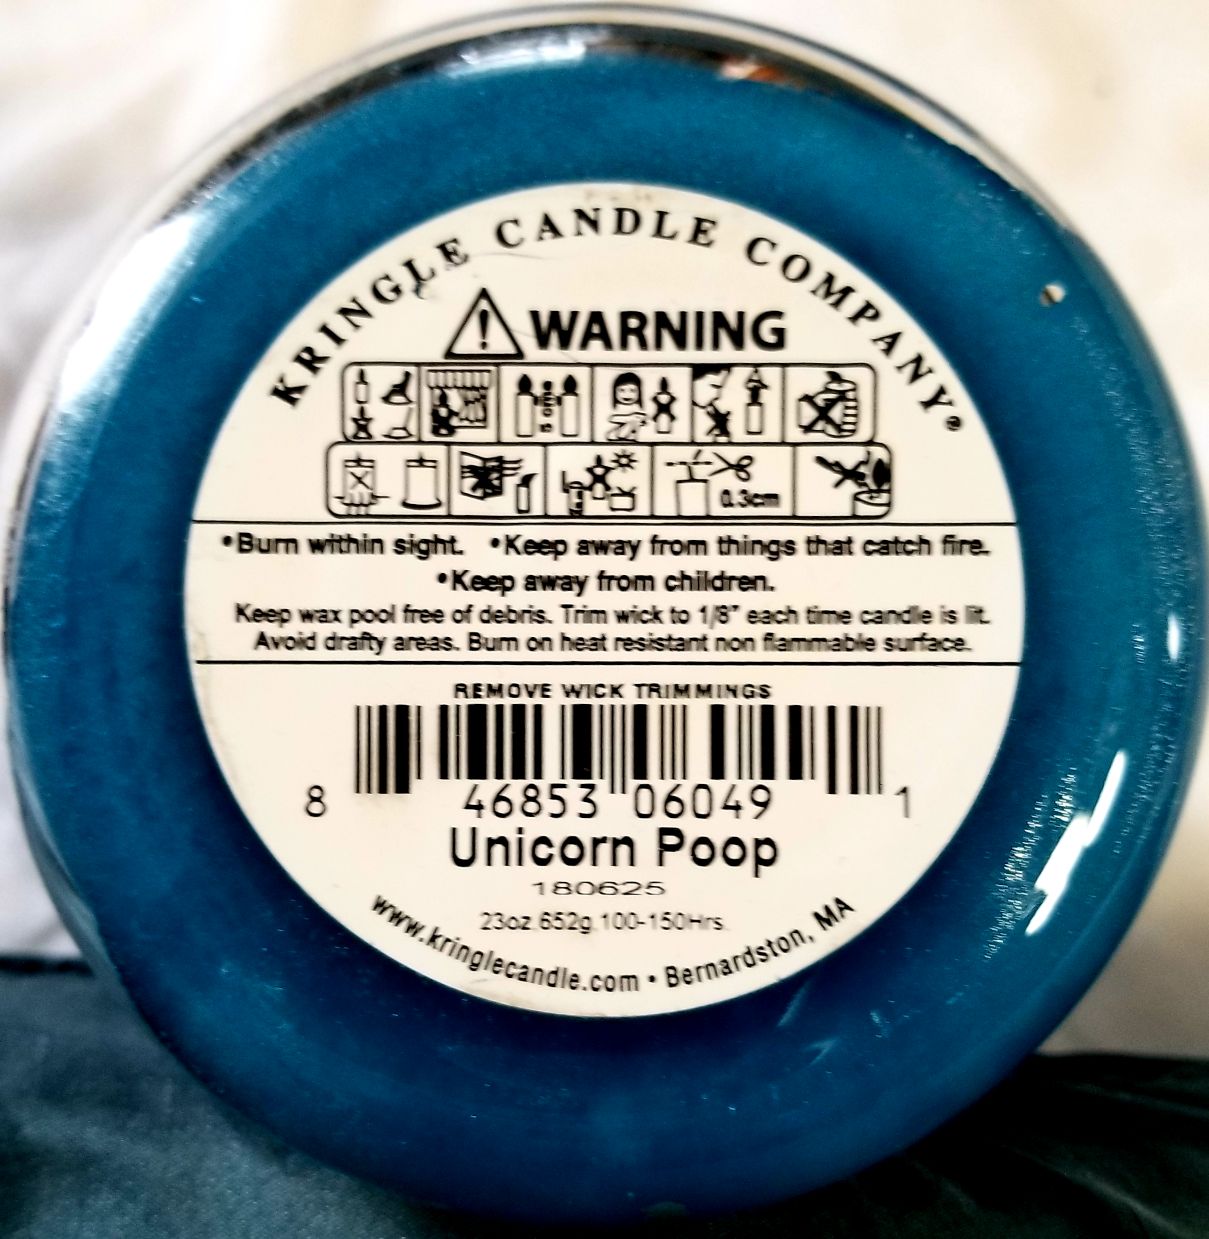 KRINGLE CANDLE COMPANY®
WARNING
0.3cm
•Burn within sight. •Keep away from things that catch fire.
•Keep away from children.
Keep wax pool free of debris. Trim wick to 1/8" each time candle is lit.
Avoid drafty areas. Burn on heat resistant non flammable surface.
REMOVE WICK TRIMMINGS
8 46853 06049 1
Unicorn Poop
180625
23oz.652g.100-150Hrs.
www.kringlecandle.com • Bernardston, MA